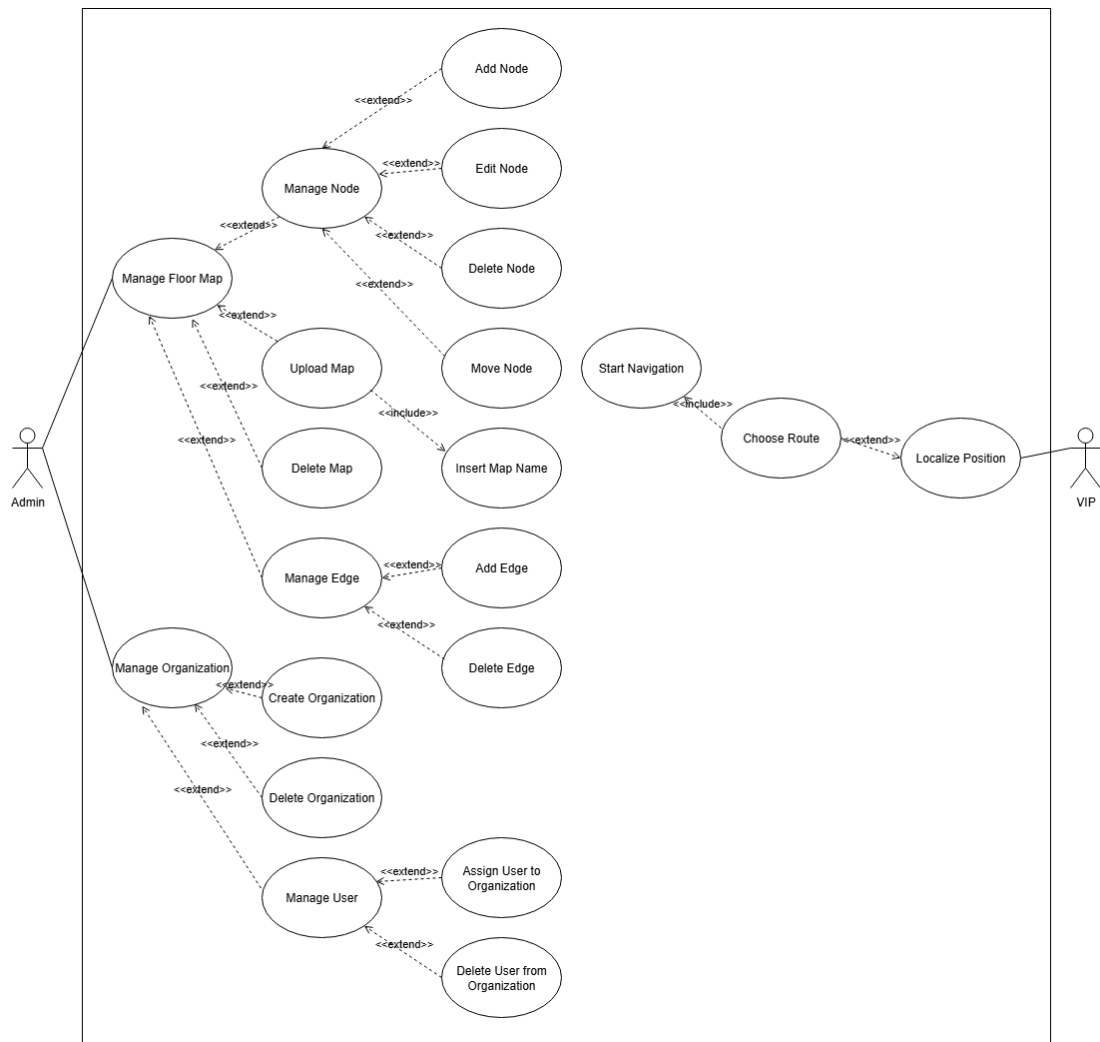 Add Node
<<extend>>
<<extend>>
Edit Node
Manage Node
<<extend>>
<<extend>>
Delete Node
Manage Floor Map
<<extend>>
<<extend>>
Upload Map
Move Node
Start Navigation
<<extend>>
<<include>>
<<include>>
<<extend>>
Choose Route
<<extend>>
Localize Position
Delete Map
Insert Map Name
Admin
VIP
Manage Edge
<<extend>>
Add Edge
<<extend>>
Delete Edge
Manage Organization
<<extend>>
Create Organization
<<extend>>
<<extend>>
Delete Organization
Manage User
<<extend>>
Assign User to
Organization
<<extend>>
Delete User from
Organization